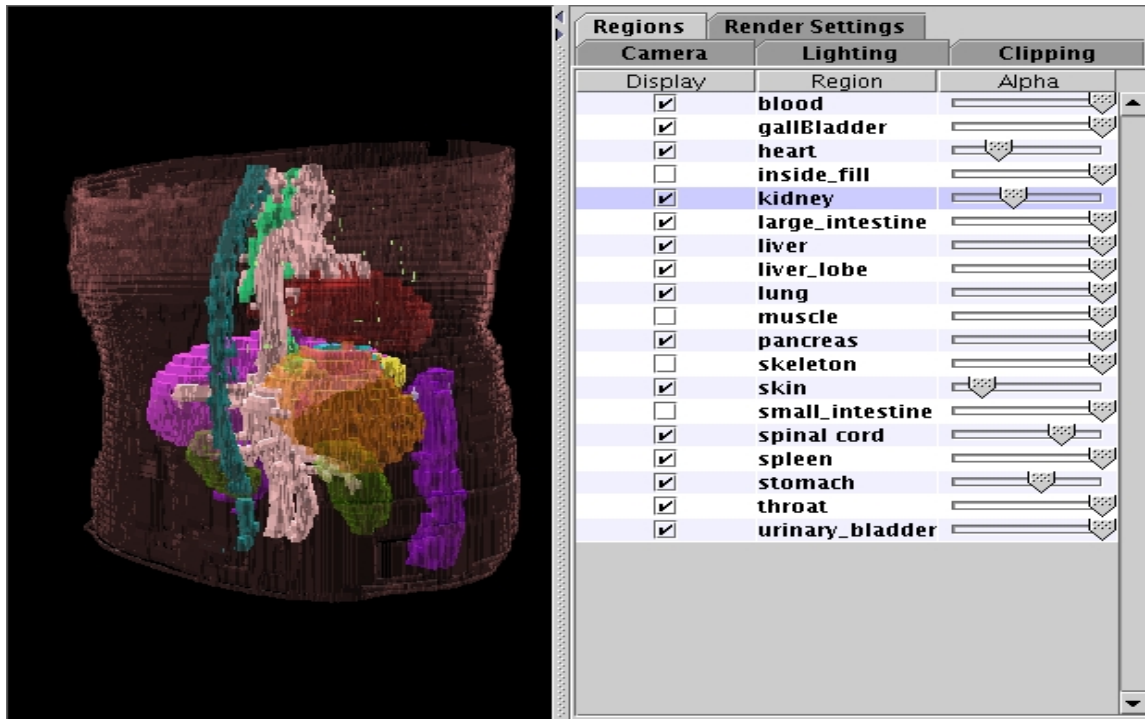 Regions Render Settings
Camera Lighting Clipping
Display Region Alpha
blood
gallBladder
heart
inside_fill
kidney
large_intestine
liver
liver_lobe
lung
muscle
pancreas
skeleton
skin
small_intestine
spinal cord
spleen
stomach
throat
urinary_bladder